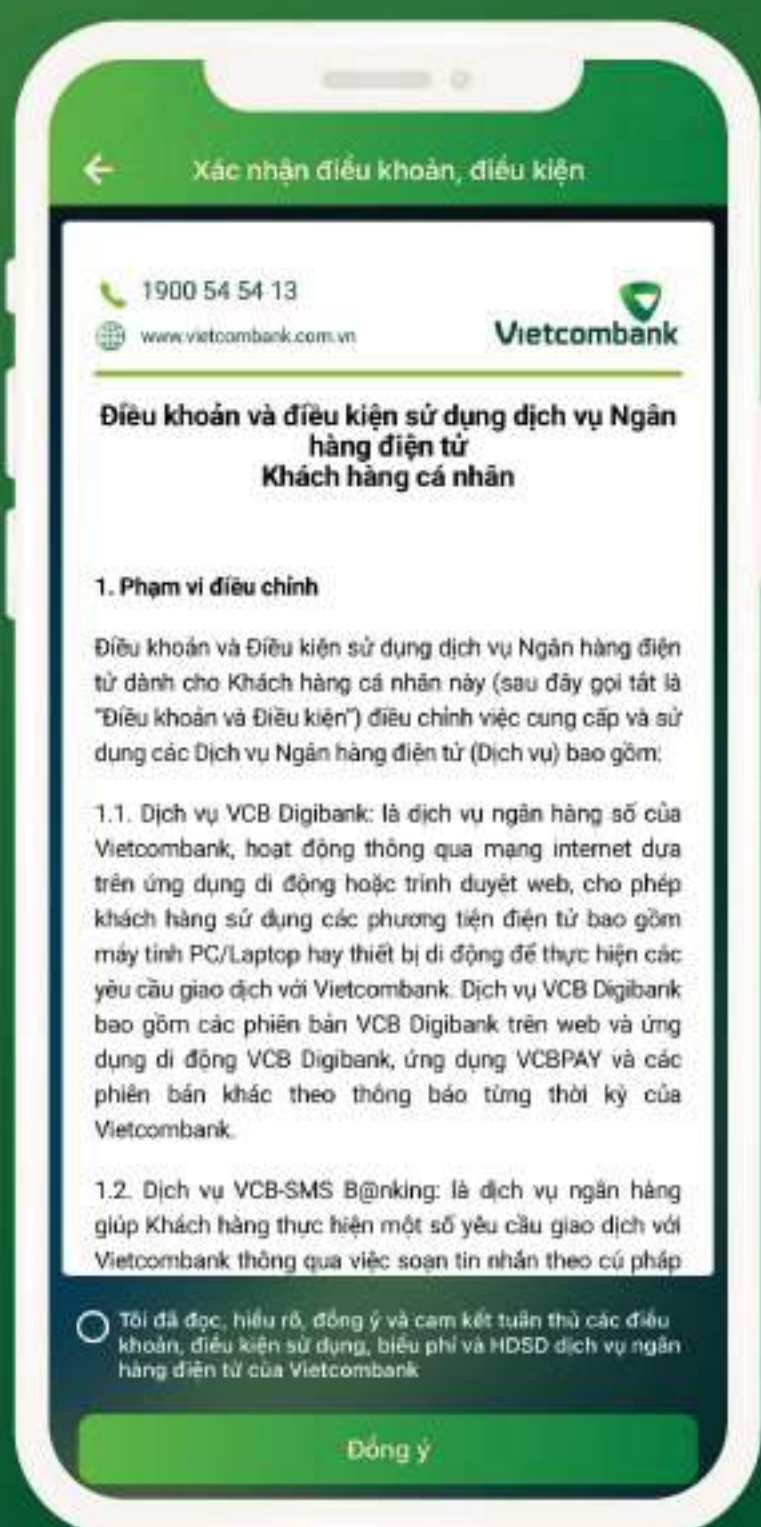 Xác nhận điều khoản, điều kiện
1900 54 54 13
www.vietcombank.com.vn
Vietcombank
Điều khoản và điều kiện sử dụng dịch vụ Ngân
hàng điện tử
Khách hàng cá nhân
1. Phạm vi điều chỉnh
Điều khoản và Điều kiện sử dụng dịch vụ Ngân hàng điện
tử dành cho Khách hàng cá nhân này (sau đây gọi tắt là
"Điều khoản và Điều kiện") điều chỉnh việc cung cấp và sử
dụng các Dịch vụ Ngân hàng điện tử (Dịch vụ) bao gồm:
1.1. Dịch vụ VCB Digibank: là dịch vụ ngân hàng số của
Vietcombank, hoạt động thông qua mạng internet dựa
trên ứng dụng di động hoặc trình duyệt web, cho phép
khách hàng sử dụng các phương tiện điện tử bao gồm
máy tính PC/Laptop hay thiết bị di động để thực hiện các
yêu cầu giao dịch với Vietcombank. Dịch vụ VCB Digibank
bao gồm các phiên bản VCB Digibank trên web và ứng
dụng di động VCB Digibank, ứng dụng VCBPAY và các
phiên bản khác theo thông báo từng thời kỳ của
Vietcombank.
1.2. Dịch vụ VCB-SMS B@nking: là dịch vụ ngân hàng
giúp Khách hàng thực hiện một số yêu cầu giao dịch với
Vietcombank thông qua việc soạn tin nhắn theo cú pháp
Tôi đã đọc, hiểu rõ, đồng ý và cam kết tuân thủ các điều
khoản, điều kiện sử dụng, biểu phí và HDSD dịch vụ ngân
hàng điện tử của Vietcombank
Đồng ý